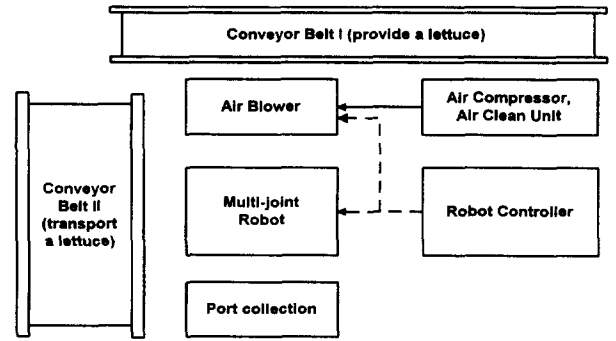 Conveyor Belt I (provide a lettuce)
Air Blower
Air Compressor,
Air Clean Unit
Conveyor
Belt II
(transport
a lettuce)
Multi-joint
Robot
Robot Controller
Port collection